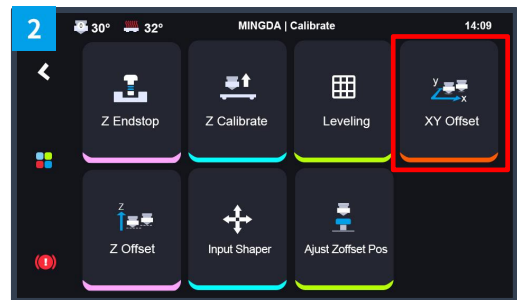 2
30° 32° MINGDA | Calibrate 14:09
Z Endstop Z Calibrate Leveling y x XY Offset
Z Z Offset Input Shaper Ajust Zoffset Pos